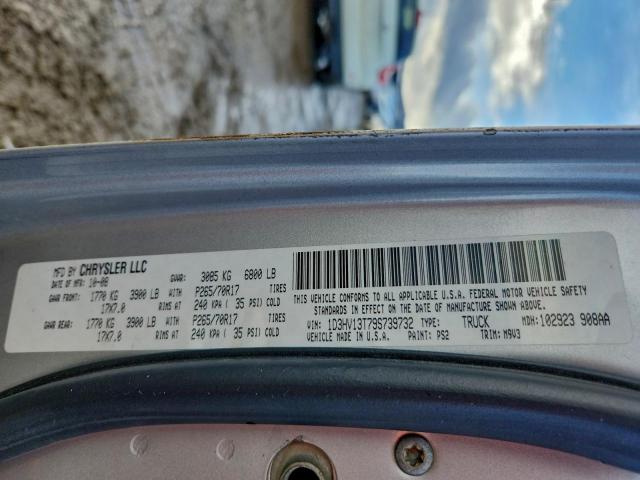 MFD BY CHRYSLER LLC
DATE OF MFR: 10-08 GVWR: 3085 KG 6800 LB
GAWR FRONT: 1770 KG 3900 LB WITH P265/70R17 TIRES
17X7.0 RIMS AT 240 KPA ( 35 PSI) COLD
GAWR REAR: 1770 KG 3900 LB WITH P265/70R17 TIRES
17X7.0 RIMS AT 240 KPA ( 35 PSI) COLD
THIS VEHICLE CONFORMS TO ALL APPLICABLE U.S.A. FEDERAL MOTOR VEHICLE SAFETY
STANDARDS IN EFFECT ON THE DATE OF MANUFACTURE SHOWN ABOVE.
VIN: 1D3HV13T79S739732 TYPE: TRUCK MDH:102923 908AA
VEHICLE MADE IN U.S.A. PAINT: PS2 TRIM: M9V3